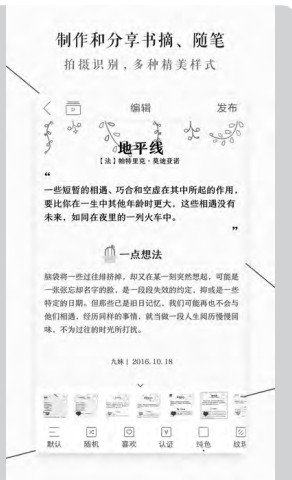 制作和分享书摘、随笔
拍摄识别,多种精美样式
编辑
发布
地平线
【法】帕特里克·莫迪亚诺
“
一些短暂的相遇、巧合和空虚在其中所起的作用,
要比你在一生中其他年龄时更大，这些相遇没有
未来，如同在夜里的一列火车中。
”
一点想法
脑袋将一些过往排挤掉，却又在某一刻突然想起，可能是
一张张忘却名字的脸，是一段段失效的约定，抑或是一些
特定的日期。但那些已是旧日记忆，我们可能再也不会与
他们相遇，经历同样的事情，就当做一段人生阅历慢慢回
味，不为过往的时光所打扰。
九妹 | 2016.10.18
默认
随机
喜欢
认证
纯色
纹理